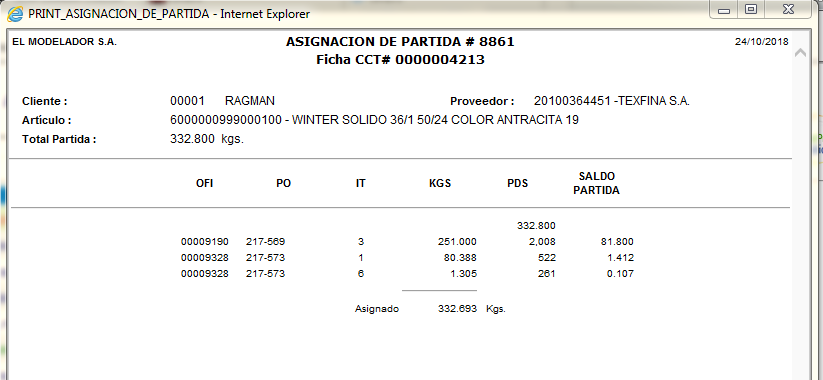 PRINT_ASIGNACION_DE_PARTIDA - Internet Explorer
EL MODELADOR S.A. ASIGNACION DE PARTIDA # 8861 24/10/2018
Ficha CCT# 0000004213
Cliente : 00001 RAGMAN Proveedor : 20100364451 -TEXFINA S.A.
Articulo : 6000000999000100 - WINTER SOLIDO 36/1 50/24 COLOR ANTRACITA 19
Total Partida : 332.800 kgs.
OFI PO IT KGS PDS SALDO PARTIDA
332.800
00009190 217-569 3 251.000 2,008 81.800
00009328 217-573 1 80.388 522 1.412
00009328 217-573 6 1.305 261 0.107
Asignado 332.693 Kgs.